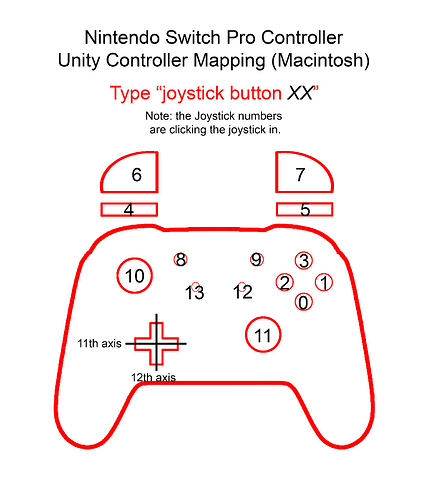 Nintendo Switch Pro Controller
Unity Controller Mapping (Macintosh)
Type “joystick button XX”
Note: the Joystick numbers
are clicking the joystick in.
6 7
4 5
8 9 3
10 13 12 2 1
0
11
11th axis
12th axis